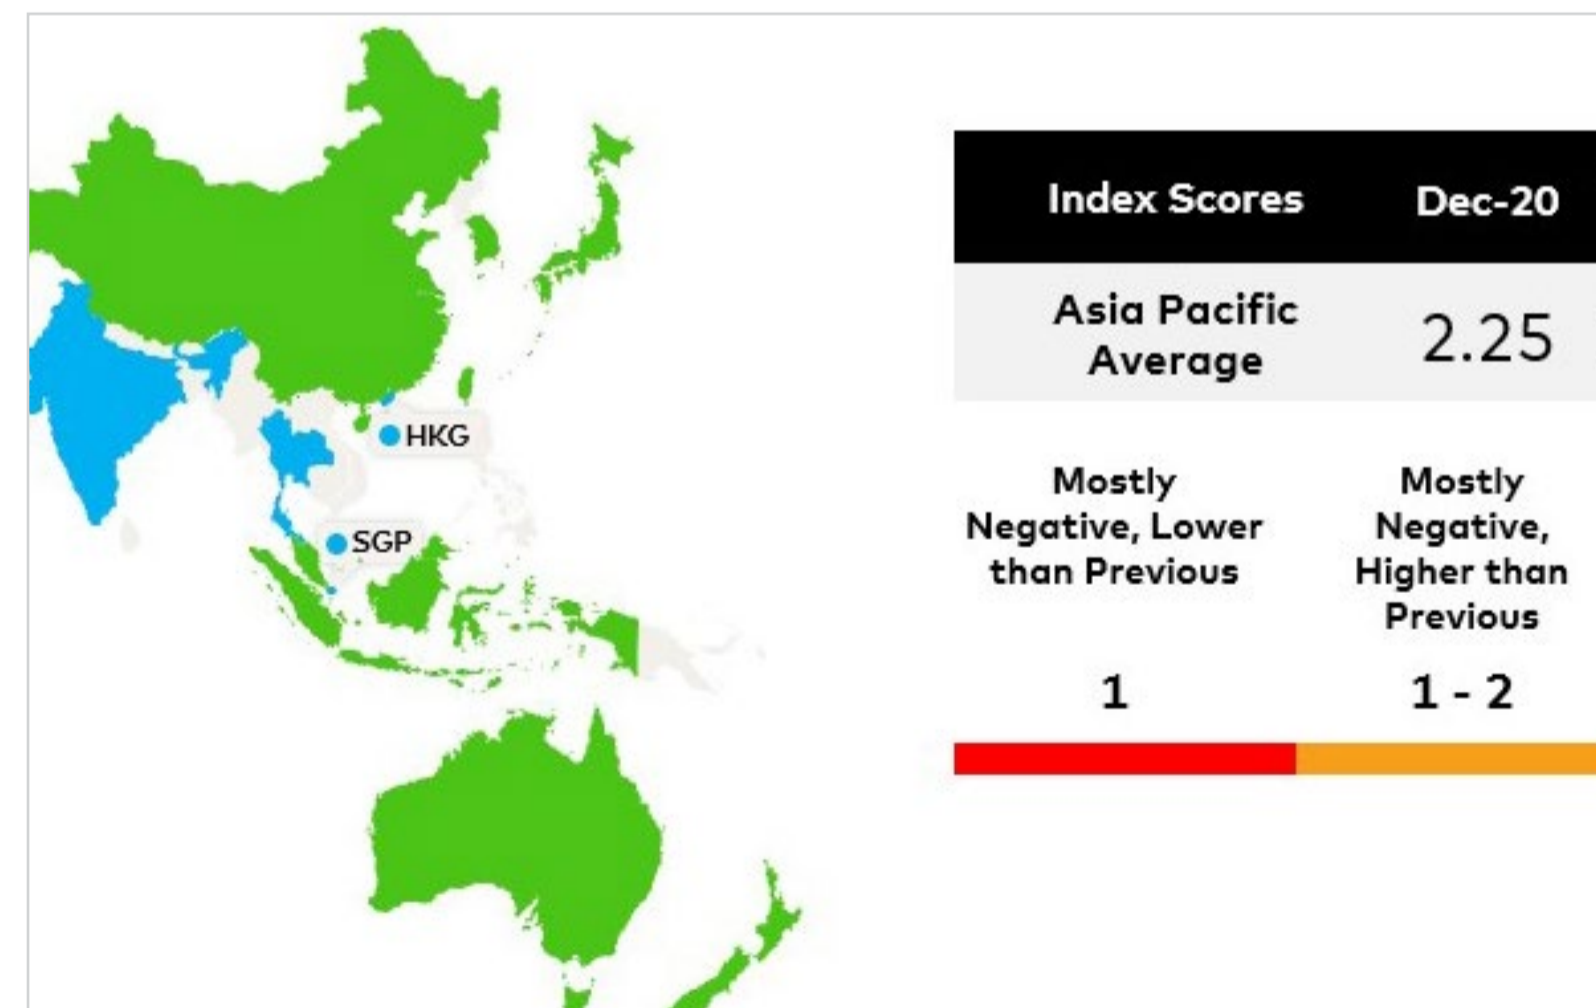 HKG
SGP
Index Scores Dec-20
Asia Pacific
Average
2.25
Mostly
Negative, Lower
than Previous
Mostly
Negative,
Higher than
Previous
1
1 - 2